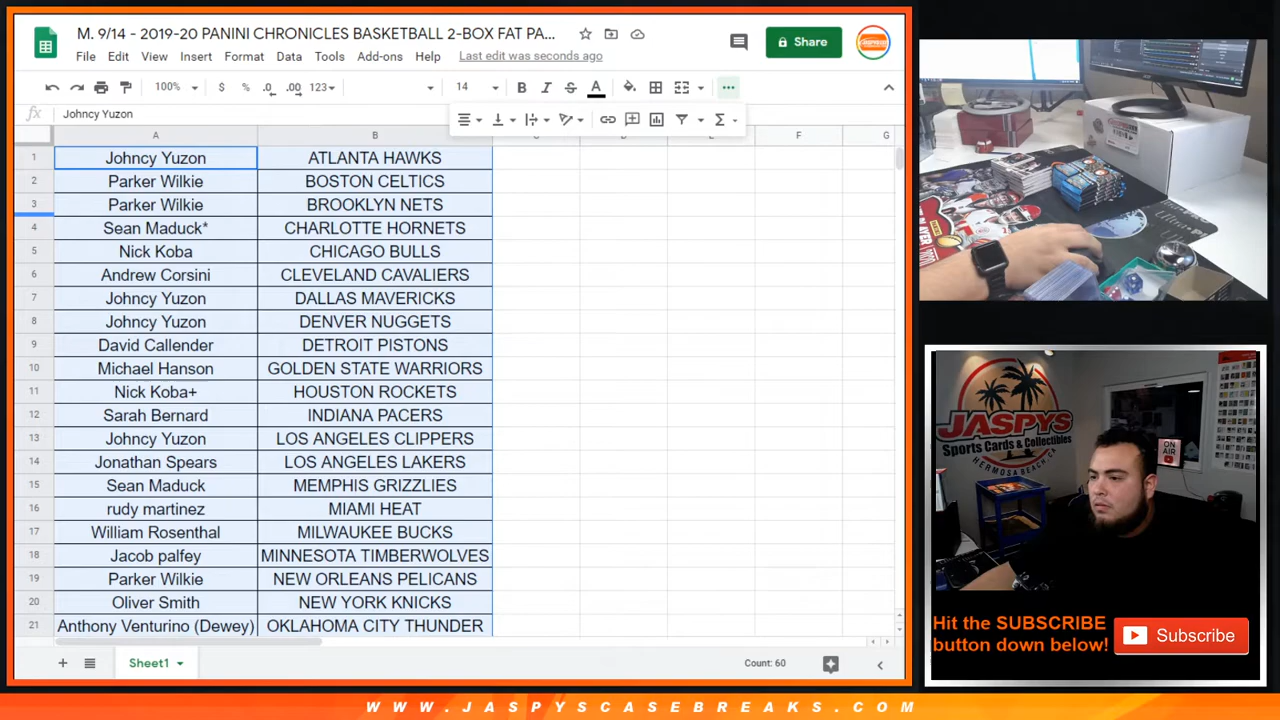 M. 9/14 - 2019-20 PANINI CHRONICLES BASKETBALL 2-BOX FAT PA...
File Edit View Insert Format Data Tools Add-ons Help Last edit was seconds ago
Share
100% $ % .0 .00 123 14 B I S A
fx Johncy Yuzon
A B C D E F G
1 Johncy Yuzon ATLANTA HAWKS
2 Parker Wilkie BOSTON CELTICS
3 Parker Wilkie BROOKLYN NETS
4 Sean Maduck* CHARLOTTE HORNETS
5 Nick Koba CHICAGO BULLS
6 Andrew Corsini CLEVELAND CAVALIERS
7 Johncy Yuzon DALLAS MAVERICKS
8 Johncy Yuzon DENVER NUGGETS
9 David Callender DETROIT PISTONS
10 Michael Hanson GOLDEN STATE WARRIORS
11 Nick Koba+ HOUSTON ROCKETS
12 Sarah Bernard INDIANA PACERS
13 Johncy Yuzon LOS ANGELES CLIPPERS
14 Jonathan Spears LOS ANGELES LAKERS
15 Sean Maduck MEMPHIS GRIZZLIES
16 rudy martinez MIAMI HEAT
17 William Rosenthal MILWAUKEE BUCKS
18 Jacob palfey MINNESOTA TIMBERWOLVES
19 Parker Wilkie NEW ORLEANS PELICANS
20 Oliver Smith NEW YORK KNICKS
21 Anthony Venturino (Dewey) OKLAHOMA CITY THUNDER
Sheet1
Count: 60
JASPYS
Sports Cards & Collectibles
HERMOSA BEACH, CA
ON AIR
Hit the SUBSCRIBE
button down below!
Subscribe
WWW.JASPYSCASEBREAKS.COM